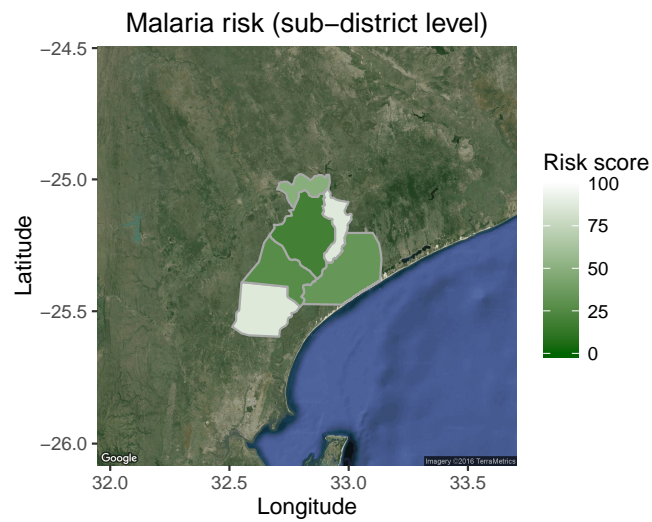 Malaria risk (sub−district level)
−24.5
−25.0
−25.5
−26.0
Latitude
32.0
32.5
33.0
33.5
Longitude
Risk score
100
75
50
25
0
Google
Imagery ©2016 TerraMetrics